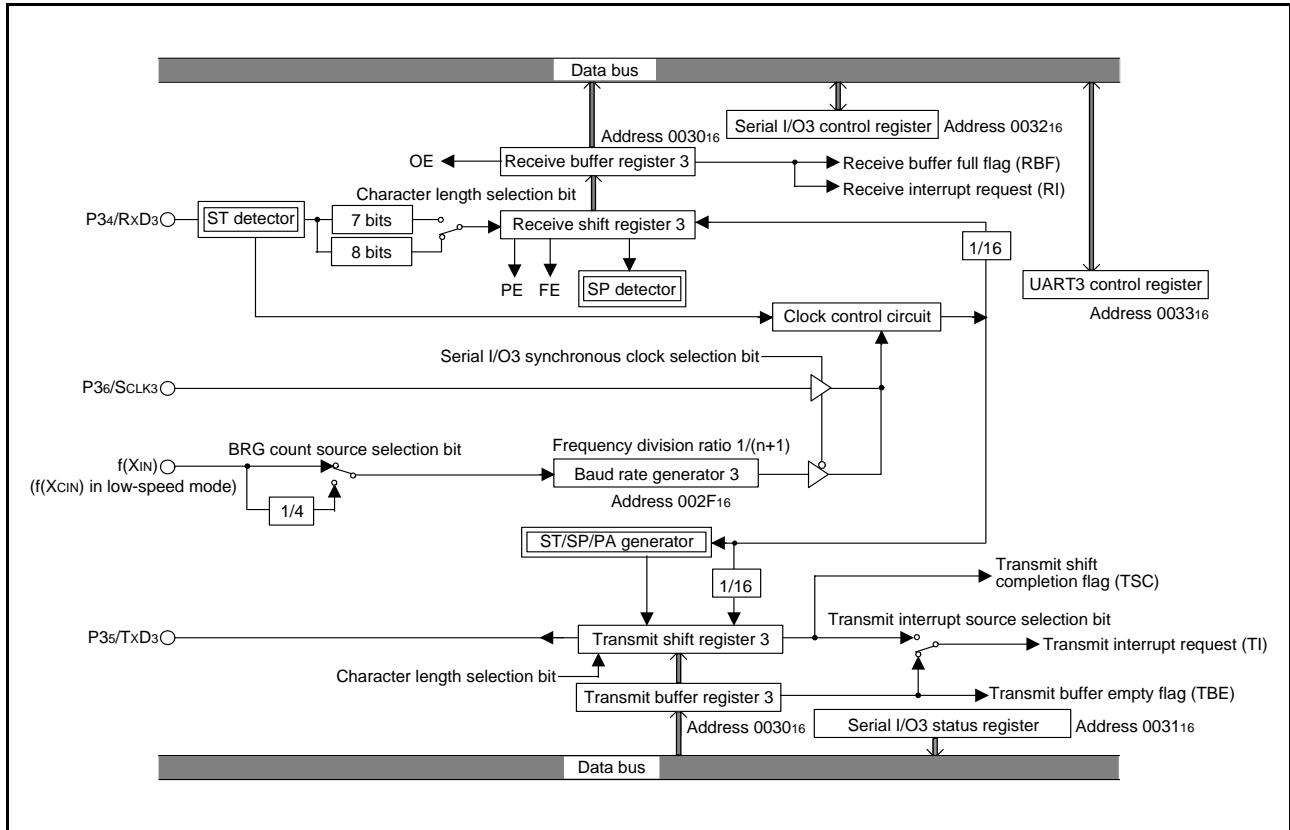 Data bus
Address 0030₁₆
Serial I/O3 control register
Address 0032₁₆
OE
Receive buffer register 3
Receive buffer full flag (RBF)
Receive interrupt request (RI)
Character length selection bit
P3₄/RxD₃
ST detector
7 bits
8 bits
Receive shift register 3
1/16
PE
FE
SP detector
UART3 control register
Address 0033₁₆
Clock control circuit
Serial I/O3 synchronous clock selection bit
P3₆/SCLK3
BRG count source selection bit
Frequency division ratio 1/(n+1)
f(XIN)
(f(XCIN) in low-speed mode)
Baud rate generator 3
Address 002F₁₆
1/4
ST/SP/PA generator
1/16
Transmit shift
completion flag (TSC)
Transmit interrupt source selection bit
P3₅/TxD₃
Transmit shift register 3
Transmit interrupt request (TI)
Character length selection bit
Transmit buffer register 3
Transmit buffer empty flag (TBE)
Address 0030₁₆
Serial I/O3 status register
Address 0031₁₆
Data bus